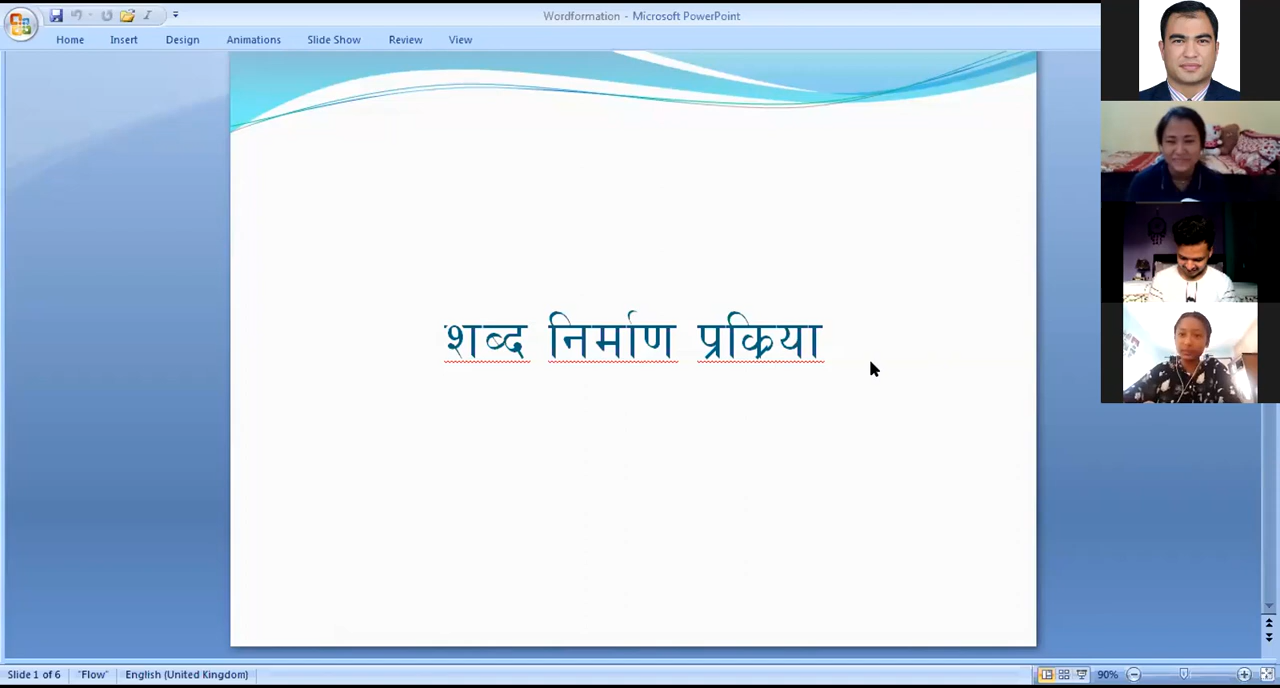 Wordformation - Microsoft PowerPoint
Home Insert Design Animations Slide Show Review View
शब्द निर्माण प्रक्रिया
Slide 1 of 6 "Flow" English (United Kingdom) 90%